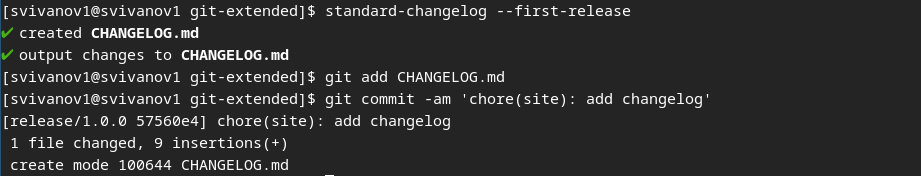 [svivanov1@svivanov1 git-extended]$ standard-changelog --first-release
✔ created CHANGELOG.md
✔ output changes to CHANGELOG.md
[svivanov1@svivanov1 git-extended]$ git add CHANGELOG.md
[svivanov1@svivanov1 git-extended]$ git commit -am 'chore(site): add changelog'
[release/1.0.0 57560e4] chore(site): add changelog
 1 file changed, 9 insertions(+)
 create mode 100644 CHANGELOG.md